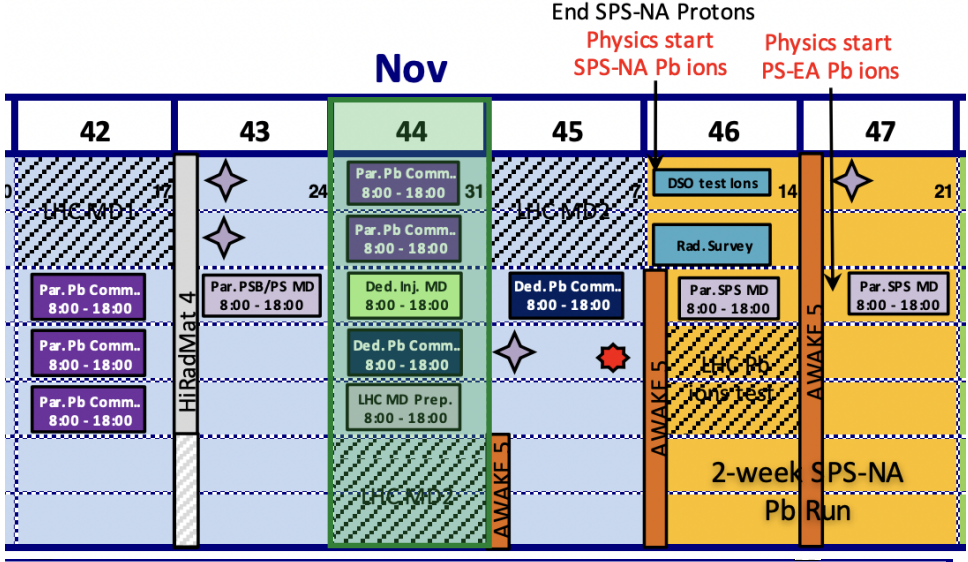 End SPS-NA Protons
Physics start
SPS-NA Pb ions
Physics start
PS-EA Pb ions
Nov
42
43
44
45
46
47
0
17
24
31
7
14
21
LHC MD1
Par. Pb Comm..
8:00 - 18:00
Par. Pb Comm..
8:00 - 18:00
Par. Pb Comm..
8:00 - 18:00
HiRadMat 4
Par. PSB/PS MD
8:00 - 18:00
Par. Pb Comm..
8:00 - 18:00
Par. Pb Comm..
8:00 - 18:00
Ded. Inj. MD
8:00 - 18:00
Ded. Pb Comm..
8:00 - 18:00
LHC MD Prep.
8:00 - 18:00
LHC MD2
LHC MD2
Ded. Pb Comm..
8:00 - 18:00
AWAKE 5
AWAKE 5
DSO test Ions
Rad. Survey
Par. SPS MD
8:00 - 18:00
LHC Pb
ions test
AWAKE 5
Par. SPS MD
8:00 - 18:00
2-week SPS-NA
Pb Run